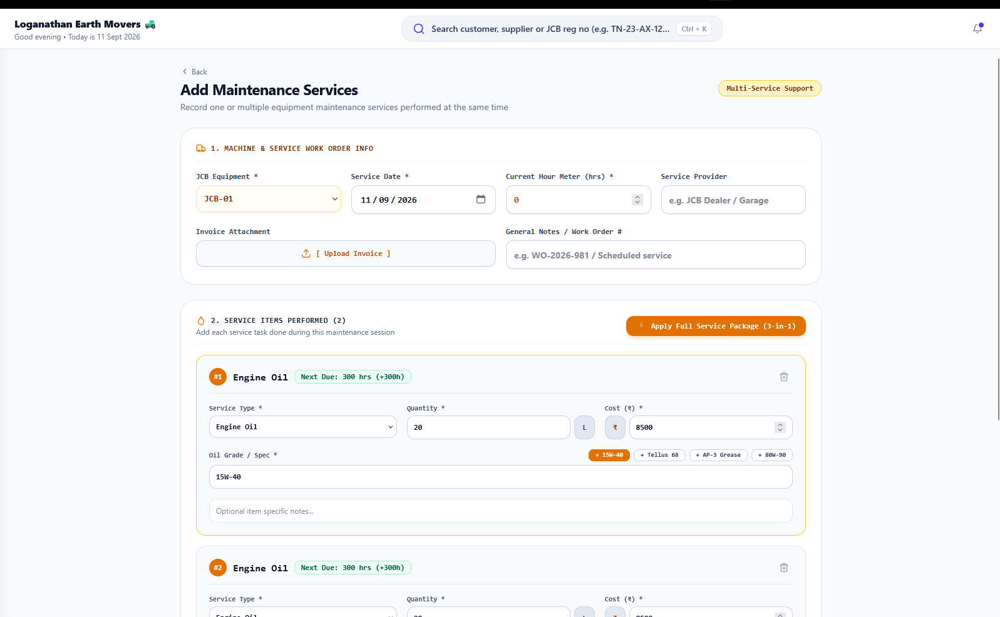 Loganathan Earth Movers
Good evening • Today is 11 Sept 2026
Search customer, supplier or JCB reg no (e.g. TN-23-AX-12...
Ctrl + K
Back
Add Maintenance Services
Record one or multiple equipment maintenance services performed at the same time
Multi-Service Support
1. MACHINE & SERVICE WORK ORDER INFO
JCB Equipment *
Service Date *
Current Hour Meter (hrs) *
Service Provider
JCB-01
11 / 09 / 2026
0
e.g. JCB Dealer / Garage
Invoice Attachment
General Notes / Work Order #
[ Upload Invoice ]
e.g. WO-2026-981 / Scheduled service
2. SERVICE ITEMS PERFORMED (2)
Add each service task done during this maintenance session
Apply Full Service Package (3-in-1)
#1 Engine Oil Next Due: 300 hrs (+300h)
Service Type *
Quantity *
Cost (₹) *
Engine Oil
20
L
₹
8500
Oil Grade / Spec *
+ 15W-40
+ Tellus 68
+ AP-3 Grease
+ 80W-90
15W-40
Optional item specific notes...
#2 Engine Oil Next Due: 300 hrs (+300h)
Service Type *
Quantity *
Cost (₹) *